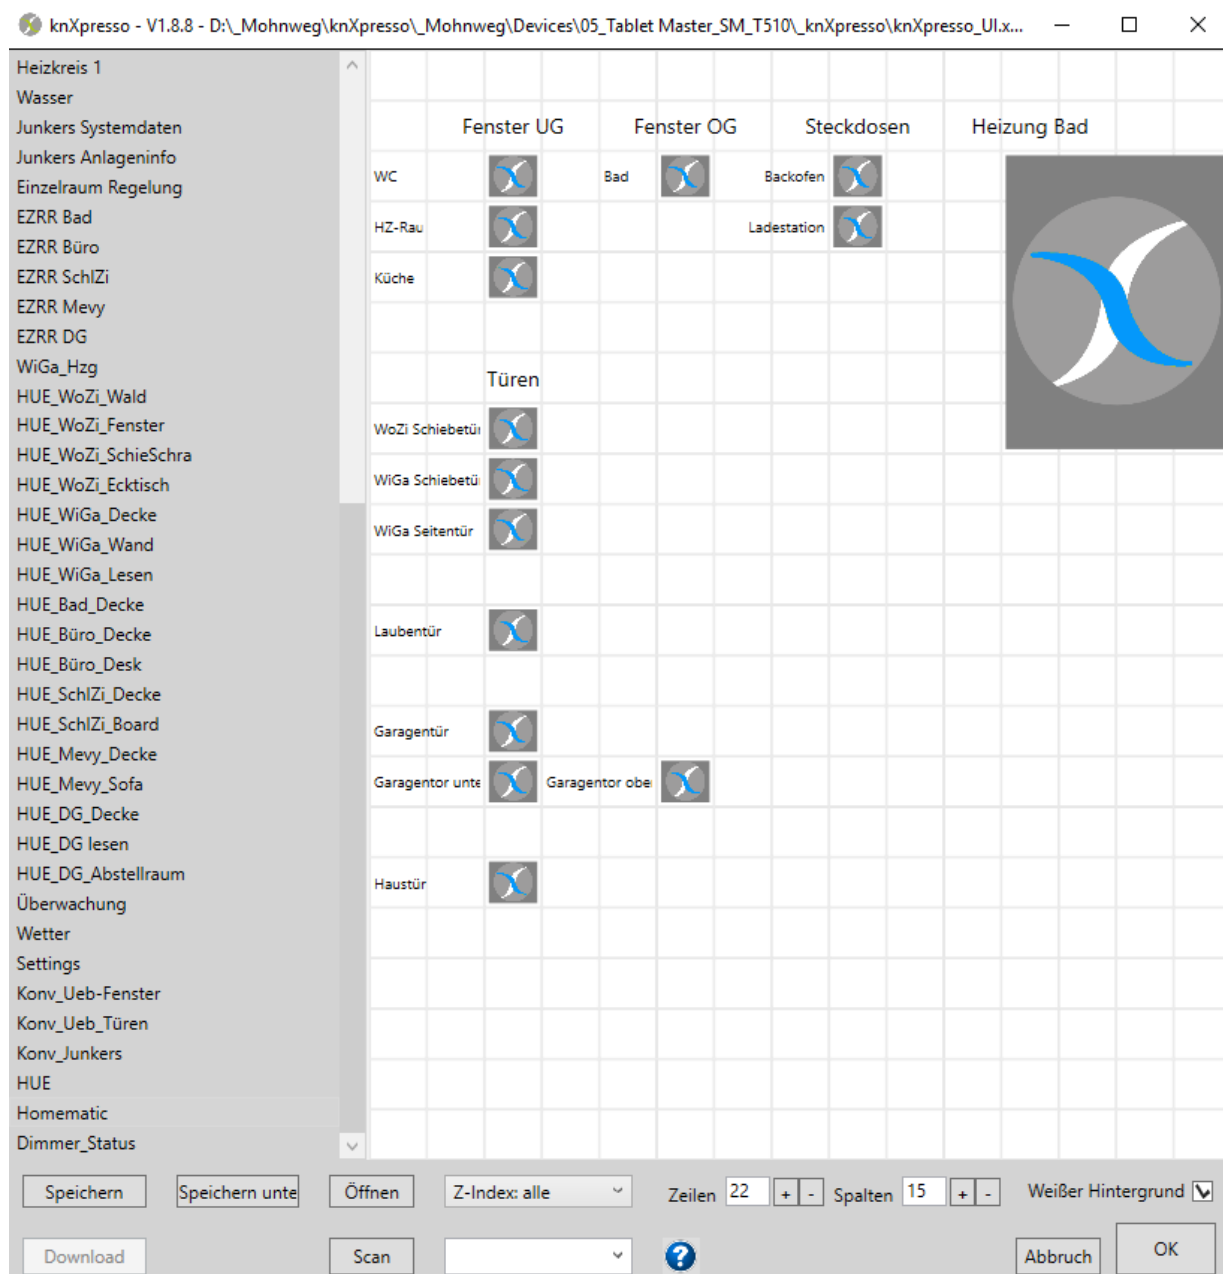 knXpresso - V1.8.8 - D:\_Mohnweg\knXpresso\_Mohnweg\Devices\05_Tablet Master_SM_T510\_knXpresso\knXpresso_UI.x...
Heizkreis 1
Wasser
Junkers Systemdaten
Junkers Anlageninfo
Einzelraum Regelung
EZRR Bad
EZRR Büro
EZRR SchlZi
EZRR Mevy
EZRR DG
WiGa_Hzg
HUE_WoZi_Wald
HUE_WoZi_Fenster
HUE_WoZi_SchieSchra
HUE_WoZi_Ecktisch
HUE_WiGa_Decke
HUE_WiGa_Wand
HUE_WiGa_Lesen
HUE_Bad_Decke
HUE_Büro_Decke
HUE_Büro_Desk
HUE_SchlZi_Decke
HUE_SchlZi_Board
HUE_Mevy_Decke
HUE_Mevy_Sofa
HUE_DG_Decke
HUE_DG lesen
HUE_DG_Abstellraum
Überwachung
Wetter
Settings
Konv_Ueb-Fenster
Konv_Ueb_Türen
Konv_Junkers
HUE
Homematic
Dimmer_Status
Fenster UG Fenster OG Steckdosen Heizung Bad
WC Bad Backofen
HZ-Rau Ladestation
Küche
Türen
WoZi Schiebetür
WiGa Schiebetü
WiGa Seitentür
Laubentür
Garagentür
Garagentor unte Garagentor obe
Haustür
Speichern Speichern unte Öffnen Z-Index: alle Zeilen 22 + - Spalten 15 + - Weißer Hintergrund
Download Scan ? Abbruch OK